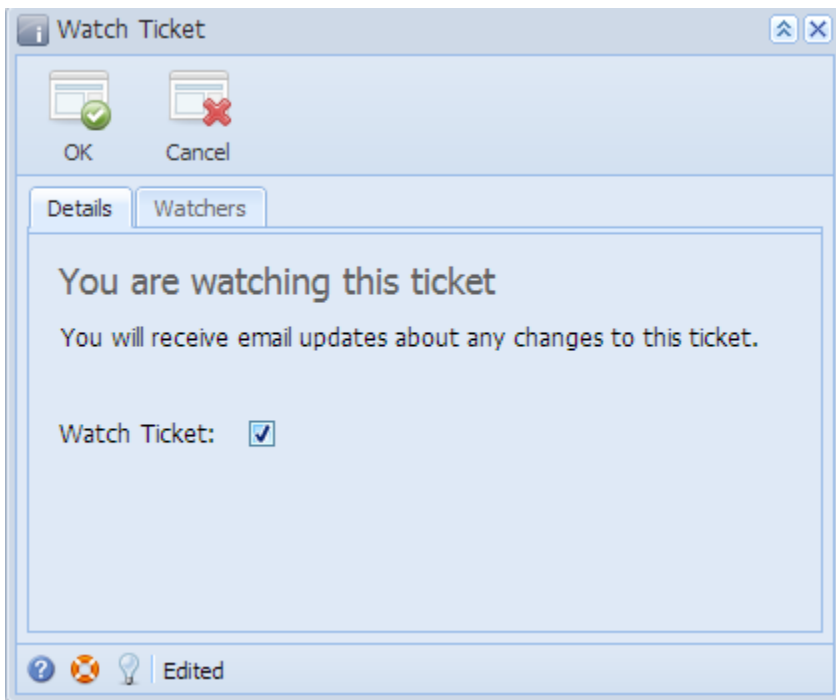 Watch Ticket
OK Cancel
Details Watchers
You are watching this ticket
You will receive email updates about any changes to this ticket.
Watch Ticket:
Edited